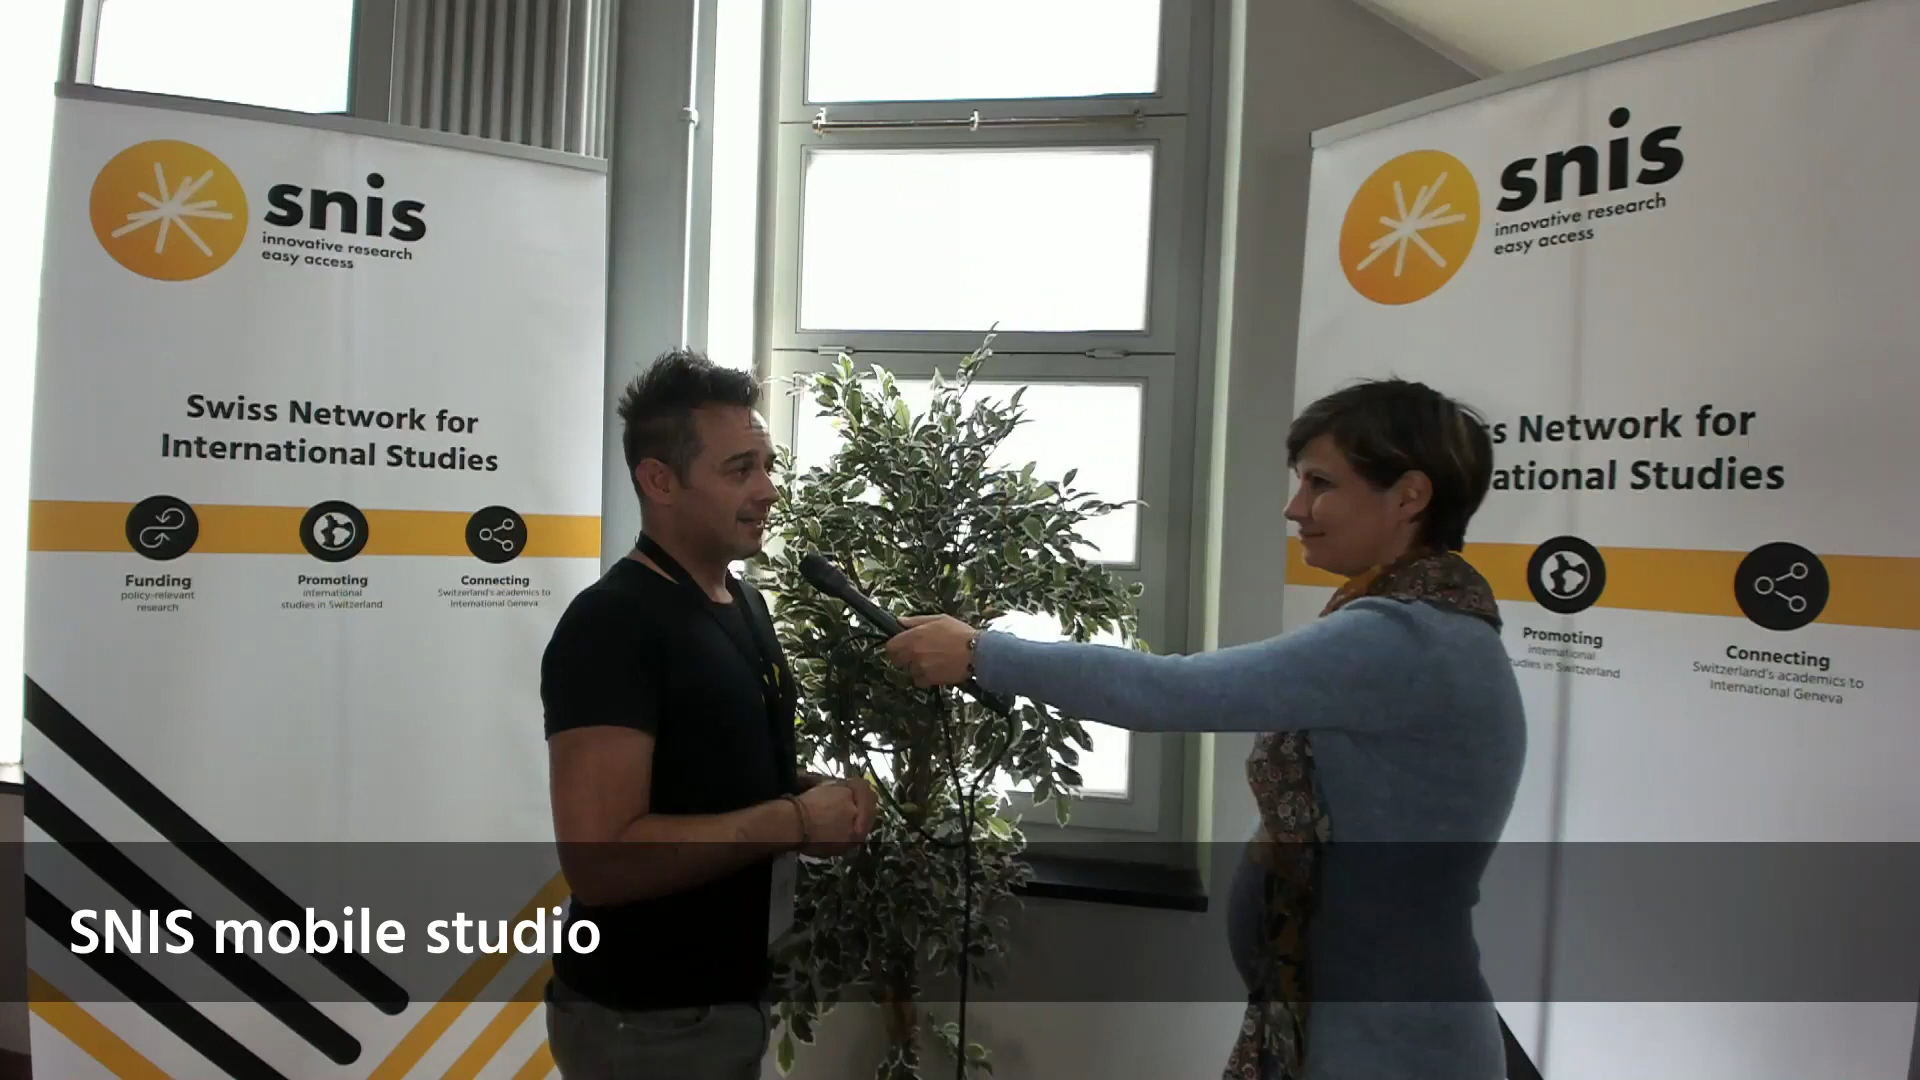 snis
innovative research
easy access
Swiss Network for
International Studies
Funding
policy-relevant
research
Promoting
international
studies in Switzerland
Connecting
Switzerland's academics to
International Geneva
snis
innovative research
easy access
ss Network for
ational Studies
Promoting
international
udies in Switzerland
Connecting
Switzerland's academics to
International Geneva
SNIS mobile studio